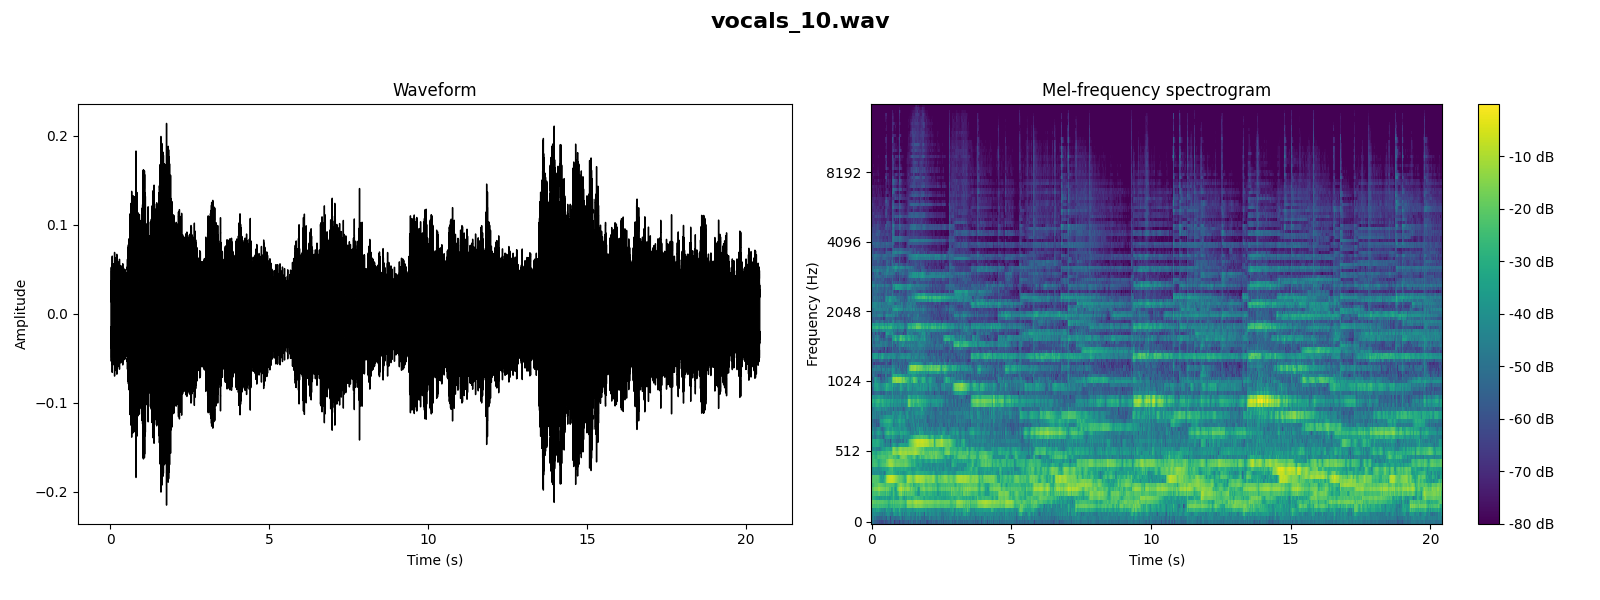 vocals_10.wav
Waveform
Amplitude
0.2
0.1
0.0
−0.1
−0.2
0 5 10 15 20
Time (s)
Mel-frequency spectrogram
Frequency (Hz)
8192
4096
2048
1024
512
0
0 5 10 15 20
Time (s)
-10 dB
-20 dB
-30 dB
-40 dB
-50 dB
-60 dB
-70 dB
-80 dB